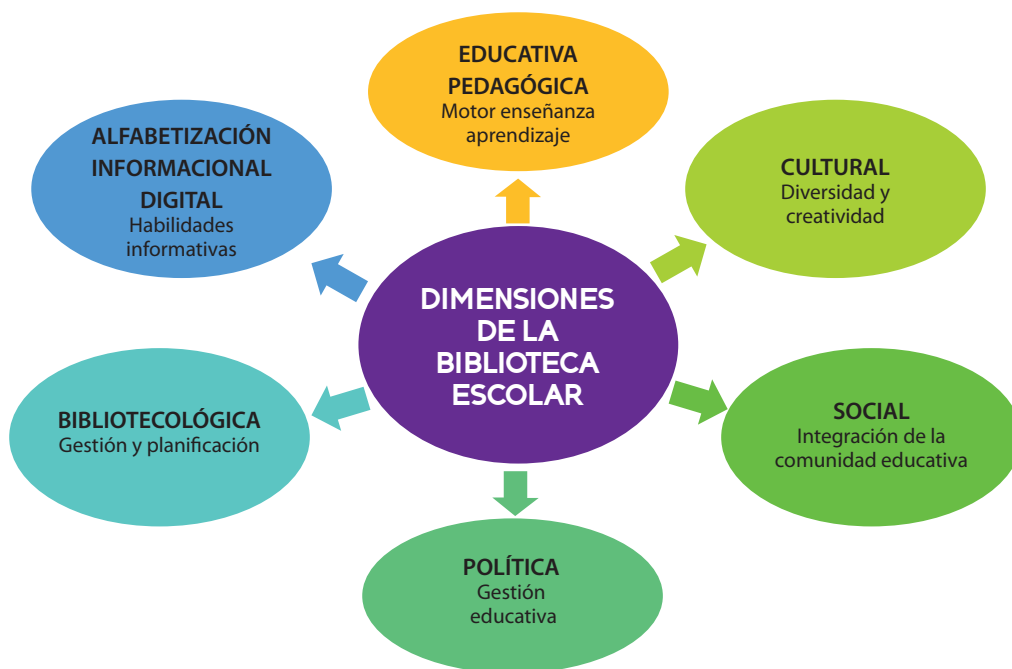 EDUCATIVA
PEDAGÓGICA
Motor enseñanza
aprendizaje
ALFABETIZACIÓN
INFORMACIONAL
DIGITAL
Habilidades
informativas
CULTURAL
Diversidad y
creatividad
DIMENSIONES
DE LA
BIBLIOTECA
ESCOLAR
BIBLIOTECOLÓGICA
Gestión y planificación
SOCIAL
Integración de la
comunidad educativa
POLÍTICA
Gestión
educativa